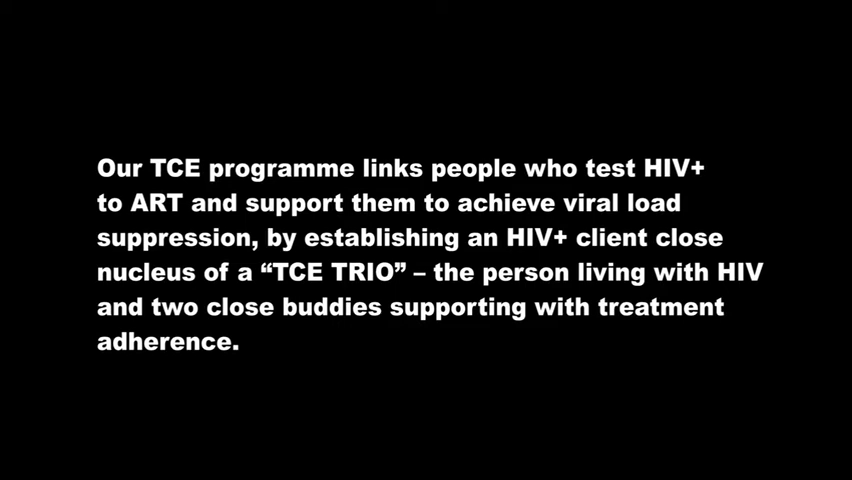 Our TCE programme links people who test HIV+
to ART and support them to achieve viral load
suppression, by establishing an HIV+ client close
nucleus of a “TCE TRIO” – the person living with HIV
and two close buddies supporting with treatment
adherence.